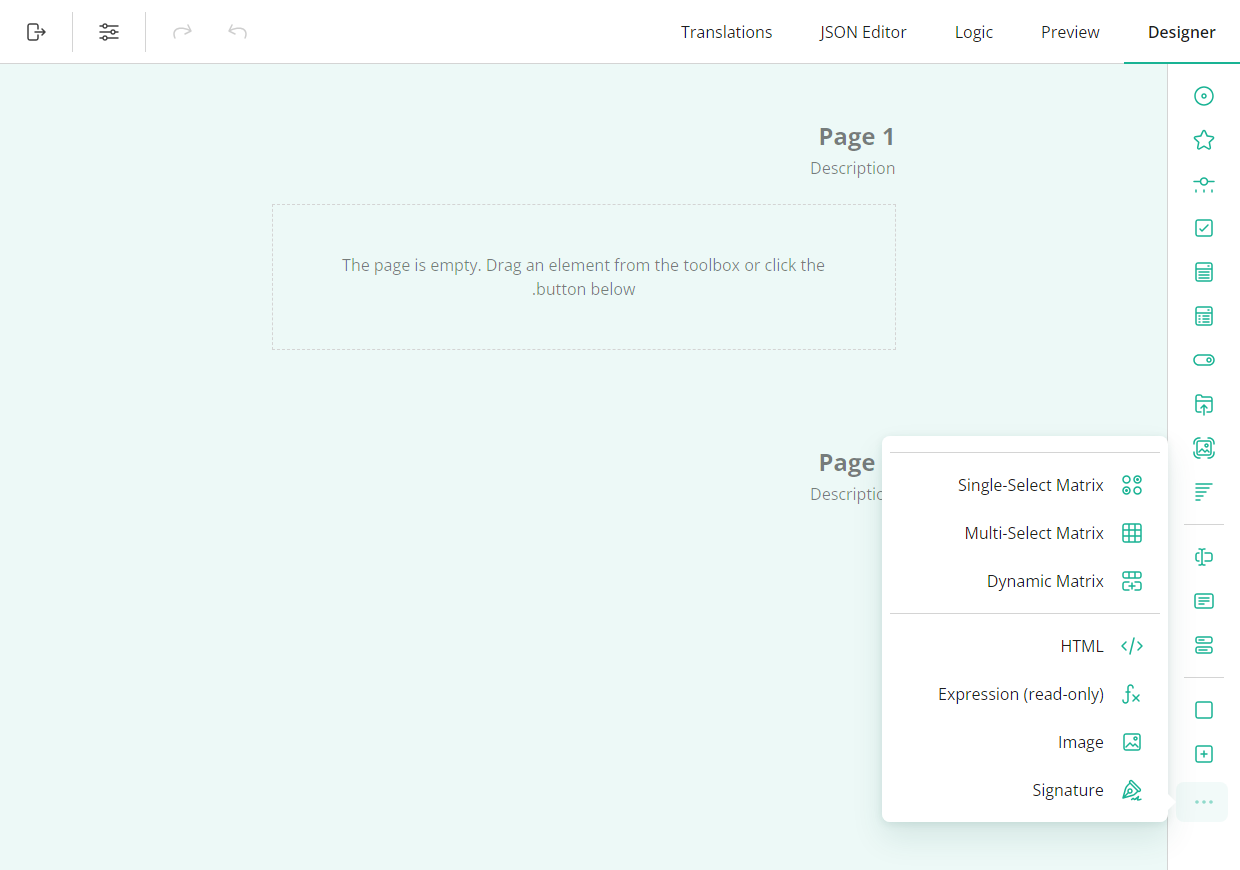 Translations
JSON Editor
Logic
Preview
Designer
Page 1
Description
The page is empty. Drag an element from the toolbox or click the
.button below
Page
Single-Select Matrix
Multi-Select Matrix
Dynamic Matrix
HTML
Expression (read-only)
Image
Signature